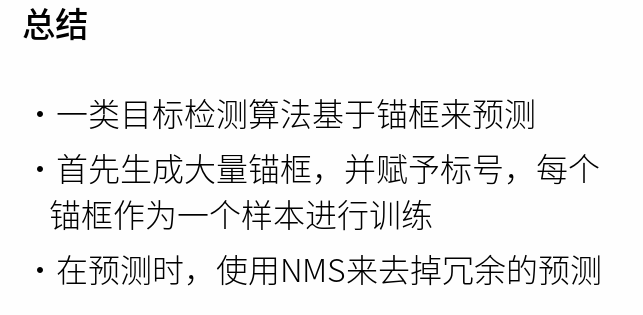 总结
• 一类目标检测算法基于锚框来预测
• 首先生成大量锚框，并赋予标号，每个
锚框作为一个样本进行训练
• 在预测时，使用NMS来去掉冗余的预测